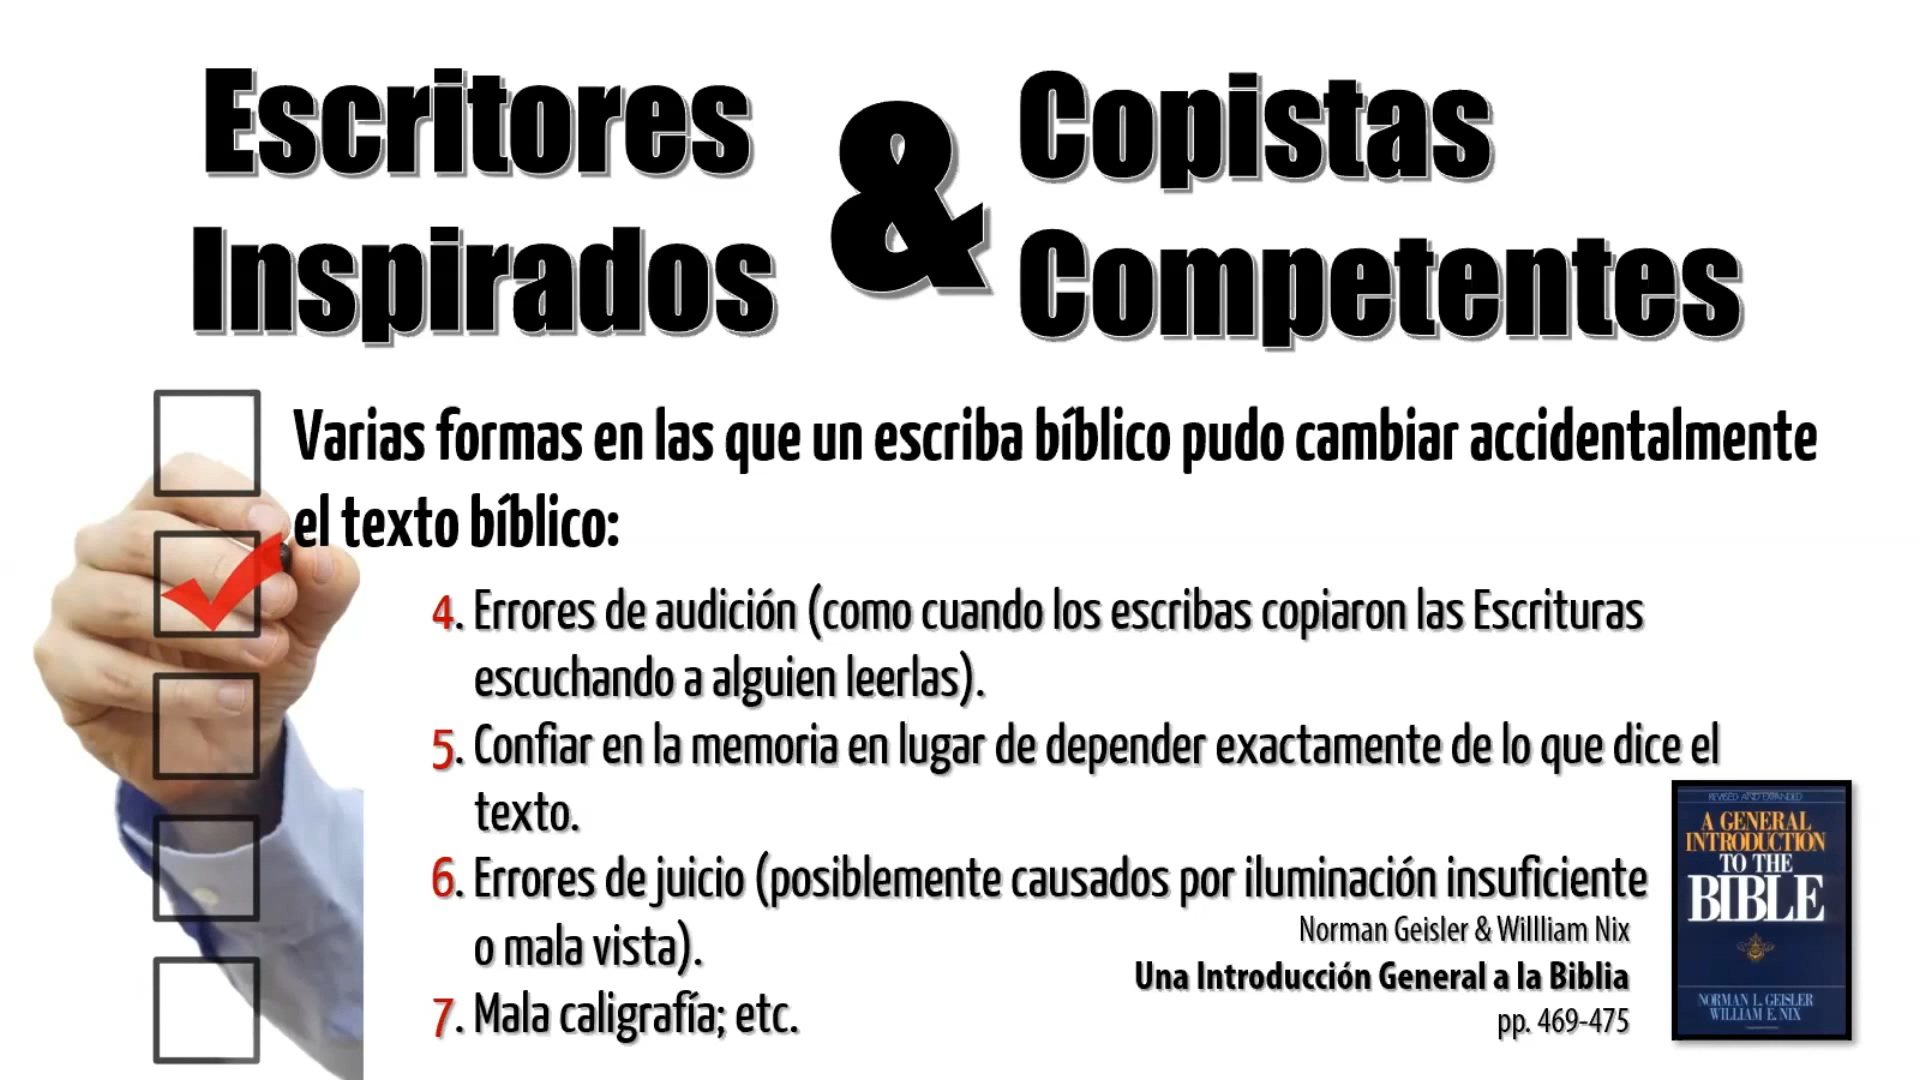 Escritores
Inspirados
&
Copistas
Competentes
Varias formas en las que un escriba bíblico pudo cambiar accidentalmente
el texto bíblico:
4. Errores de audición (como cuando los escribas copiaron las Escrituras
escuchando a alguien leerlas).
5. Confiar en la memoria en lugar de depender exactamente de lo que dice el
texto.
6. Errores de juicio (posiblemente causados por iluminación insuficiente
o mala vista).
7. Mala caligrafía; etc.
Norman Geisler & Willliam Nix
Una Introducción General a la Biblia
pp. 469-475
REVISED AND EXPANDED
A GENERAL
INTRODUCTION
TO THE
BIBLE
NORMAN L. GEISLER
WILLIAM E. NIX